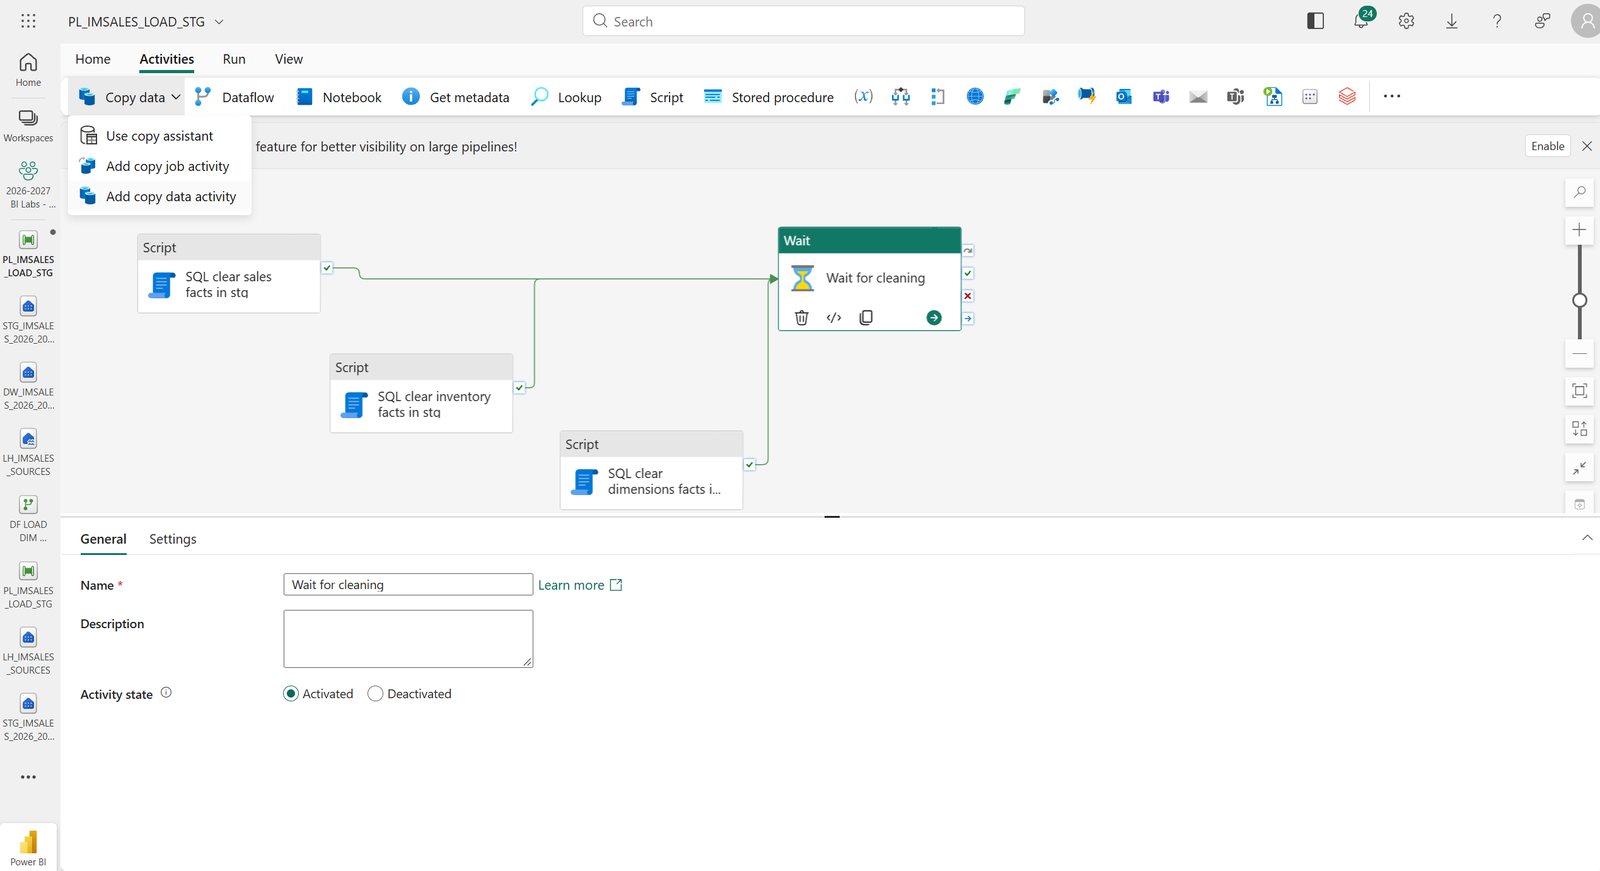 PL_IMSALES_LOAD_STG
Search
24
Home
Activities
Run
View
Copy data
Dataflow
Notebook
Get metadata
Lookup
Script
Stored procedure
(x)
Use copy assistant
Add copy job activity
Add copy data activity
feature for better visibility on large pipelines!
Enable
Home
Workspaces
2026-2027
BI Labs - ...
PL_IMSALES
_LOAD_STG
STG_IMSALE
S_2026_20...
DW_IMSALE
S_2026_20...
LH_IMSALES
_SOURCES
DF LOAD
DIM ...
PL_IMSALES
_LOAD_STG
LH_IMSALES
_SOURCES
STG_IMSALE
S_2026_20...
Power BI
Script
SQL clear sales
facts in stg
Script
SQL clear inventory
facts in stg
Script
SQL clear
dimensions facts i...
Wait
Wait for cleaning
General
Settings
Name *
Wait for cleaning
Learn more
Description
Activity state
Activated
Deactivated